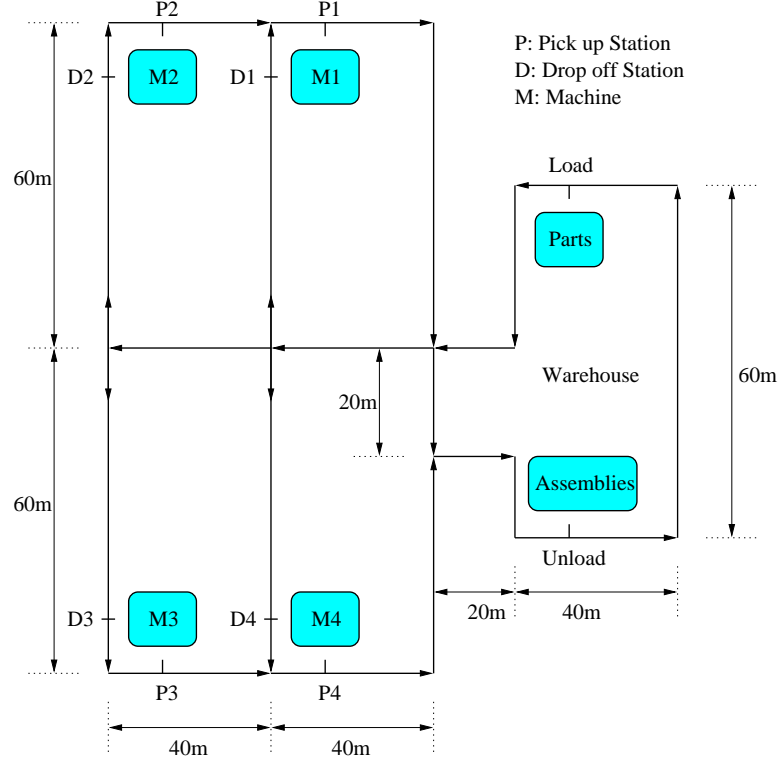 P2
P1
P: Pick up Station
D: Drop off Station
M: Machine
D2
M2
D1
M1
Load
60m
Parts
Warehouse
60m
20m
60m
Assemblies
Unload
D3
M3
D4
M4
20m
40m
P3
P4
40m
40m